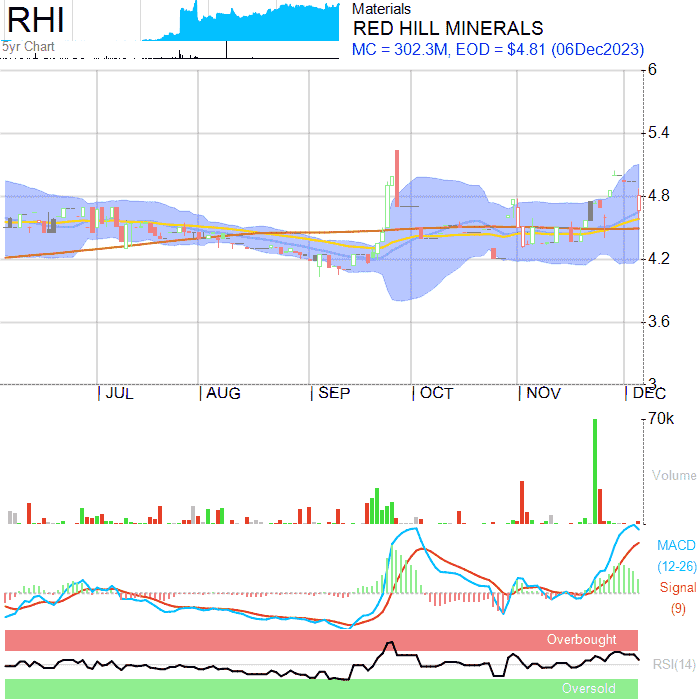 RHI
5yr Chart
Materials
RED HILL MINERALS
MC = 302.3M, EOD = $4.81 (06Dec2023)
6
5.4
4.8
4.2
3.6
3
JUL
AUG
SEP
OCT
NOV
DEC
70k
Volume
MACD
(12-26)
Signal
(9)
Overbought
RSI(14)
Oversold